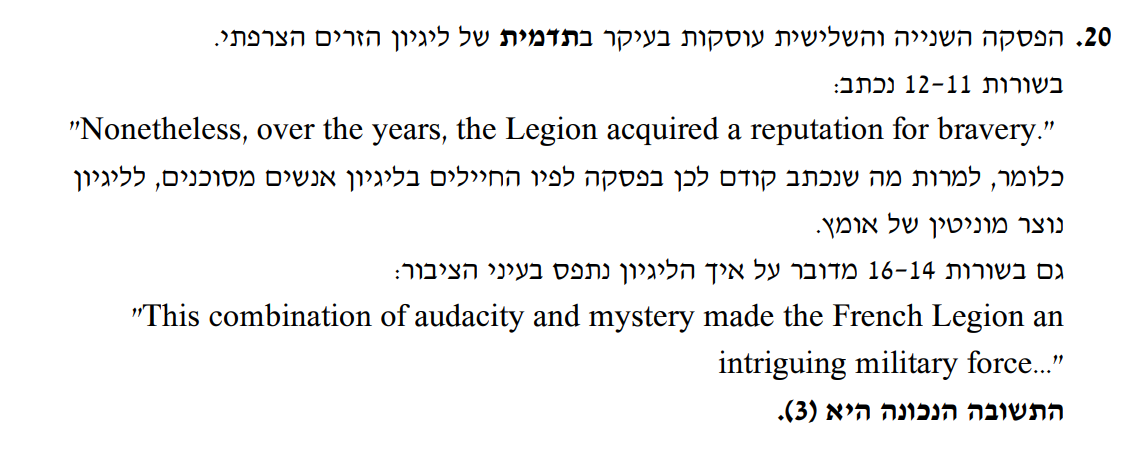 20. הפסקה השנייה והשלישית עוסקות בעיקר בתדמית של ליגיון הזרים הצרפתי.
בשורות 11-12 נכתב:
"Nonetheless, over the years, the Legion acquired a reputation for bravery."
כלומר, למרות מה שנכתב קודם לכן בפסקה לפיו החיילים בליגיון אנשים מסוכנים, לליגיון
נוצר מוניטין של אומץ.
גם בשורות 14-16 מדובר על איך הליגיון נתפס בעיני הציבור:
"This combination of audacity and mystery made the French Legion an
intriguing military force..."
התשובה הנכונה היא (3).